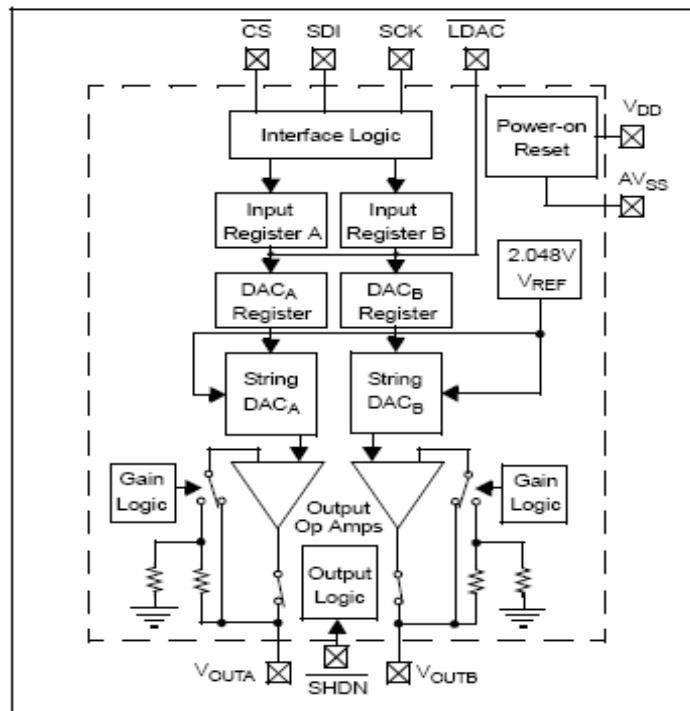 CS SDI SCK LDAC
Interface Logic
Power-on
Reset
VDD
AVSS
Input
Register A
Input
Register B
2.048V
VREF
DACA
Register
DACB
Register
String
DACA
String
DACB
Gain
Logic
Output
Op Amps
Gain
Logic
Output
Logic
VOUTA
SHDN
VOUTB